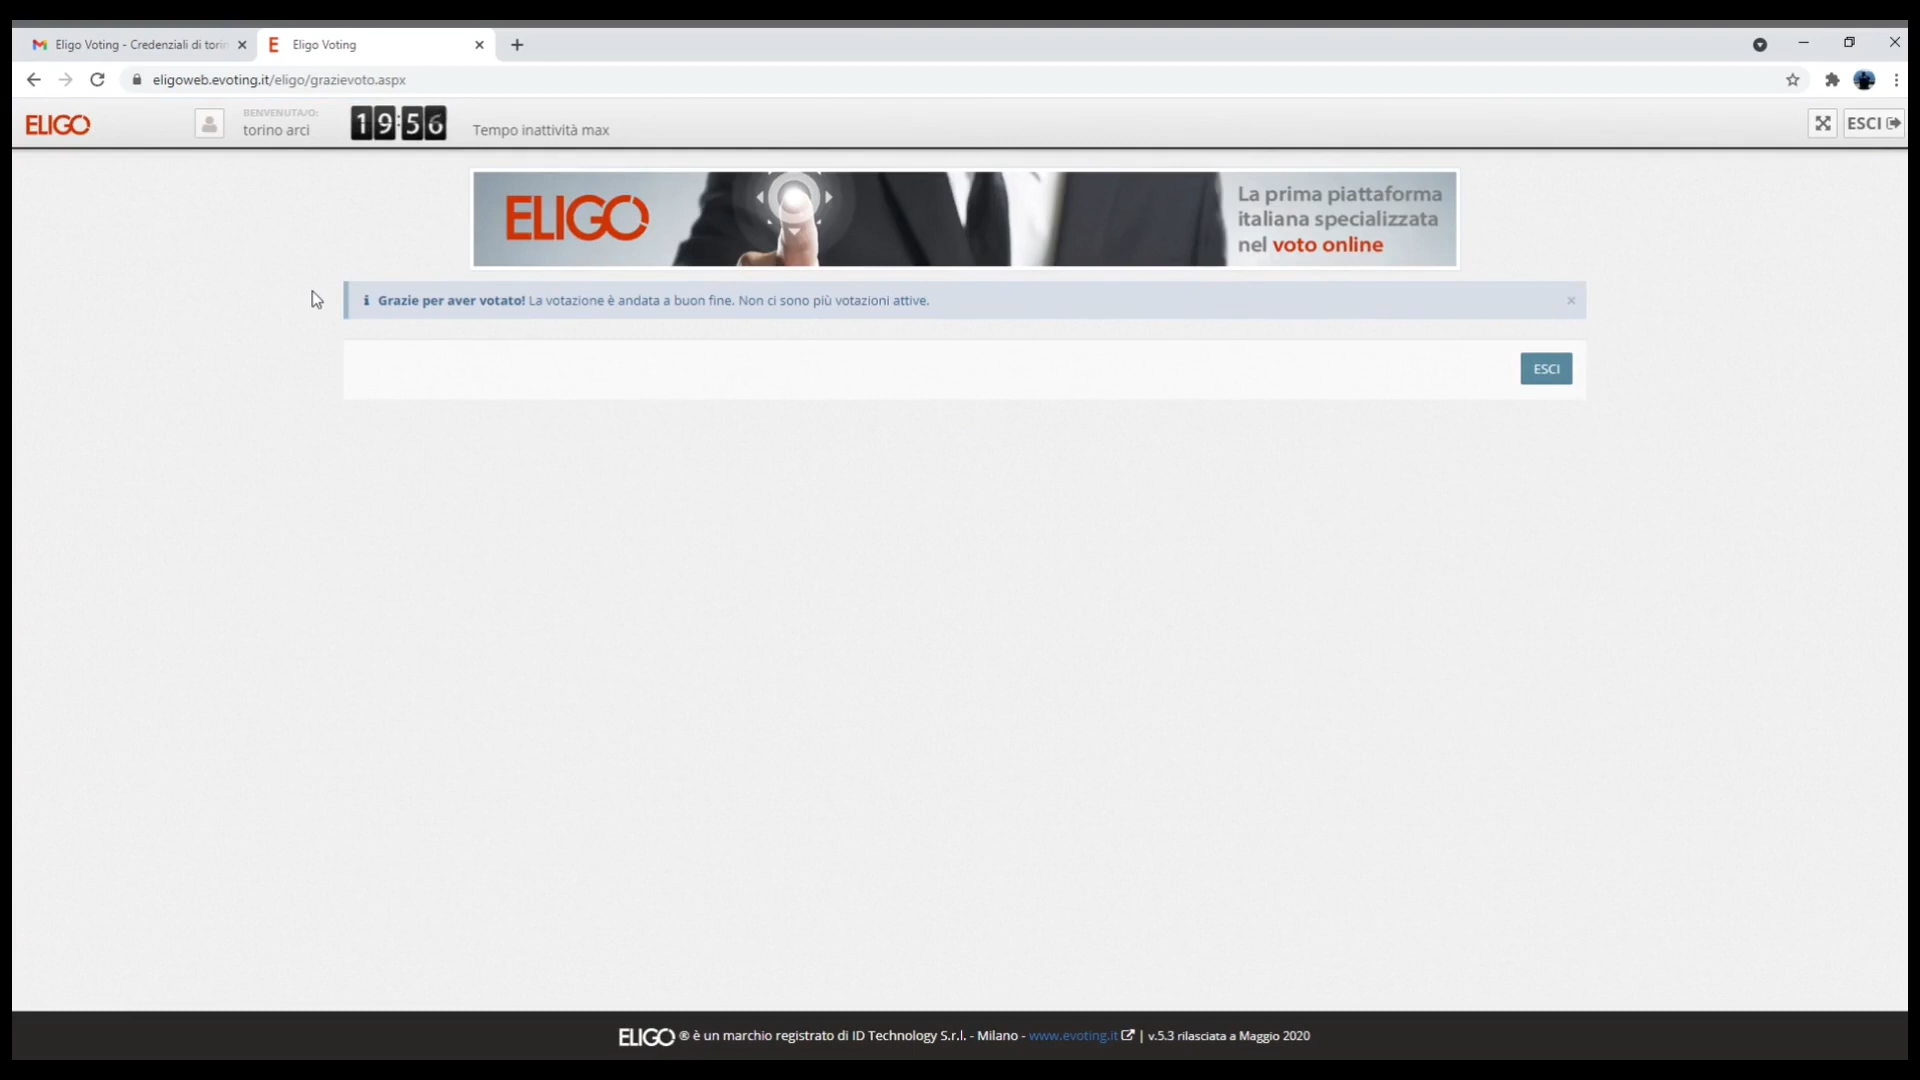 Eligo Voting - Credenziali di torin
Eligo Voting
eligoweb.evoting.it/eligo/grazievoto.aspx
ELIGO
BENVENUTA/O:
torino arci
19:56
Tempo inattività max
ESCI
ELIGO
La prima piattaforma
italiana specializzata
nel voto online
Grazie per aver votato! La votazione è andata a buon fine. Non ci sono più votazioni attive.
ESCI
ELIGO ® è un marchio registrato di ID Technology S.r.l. - Milano - www.evoting.it | v.5.3 rilasciata a Maggio 2020